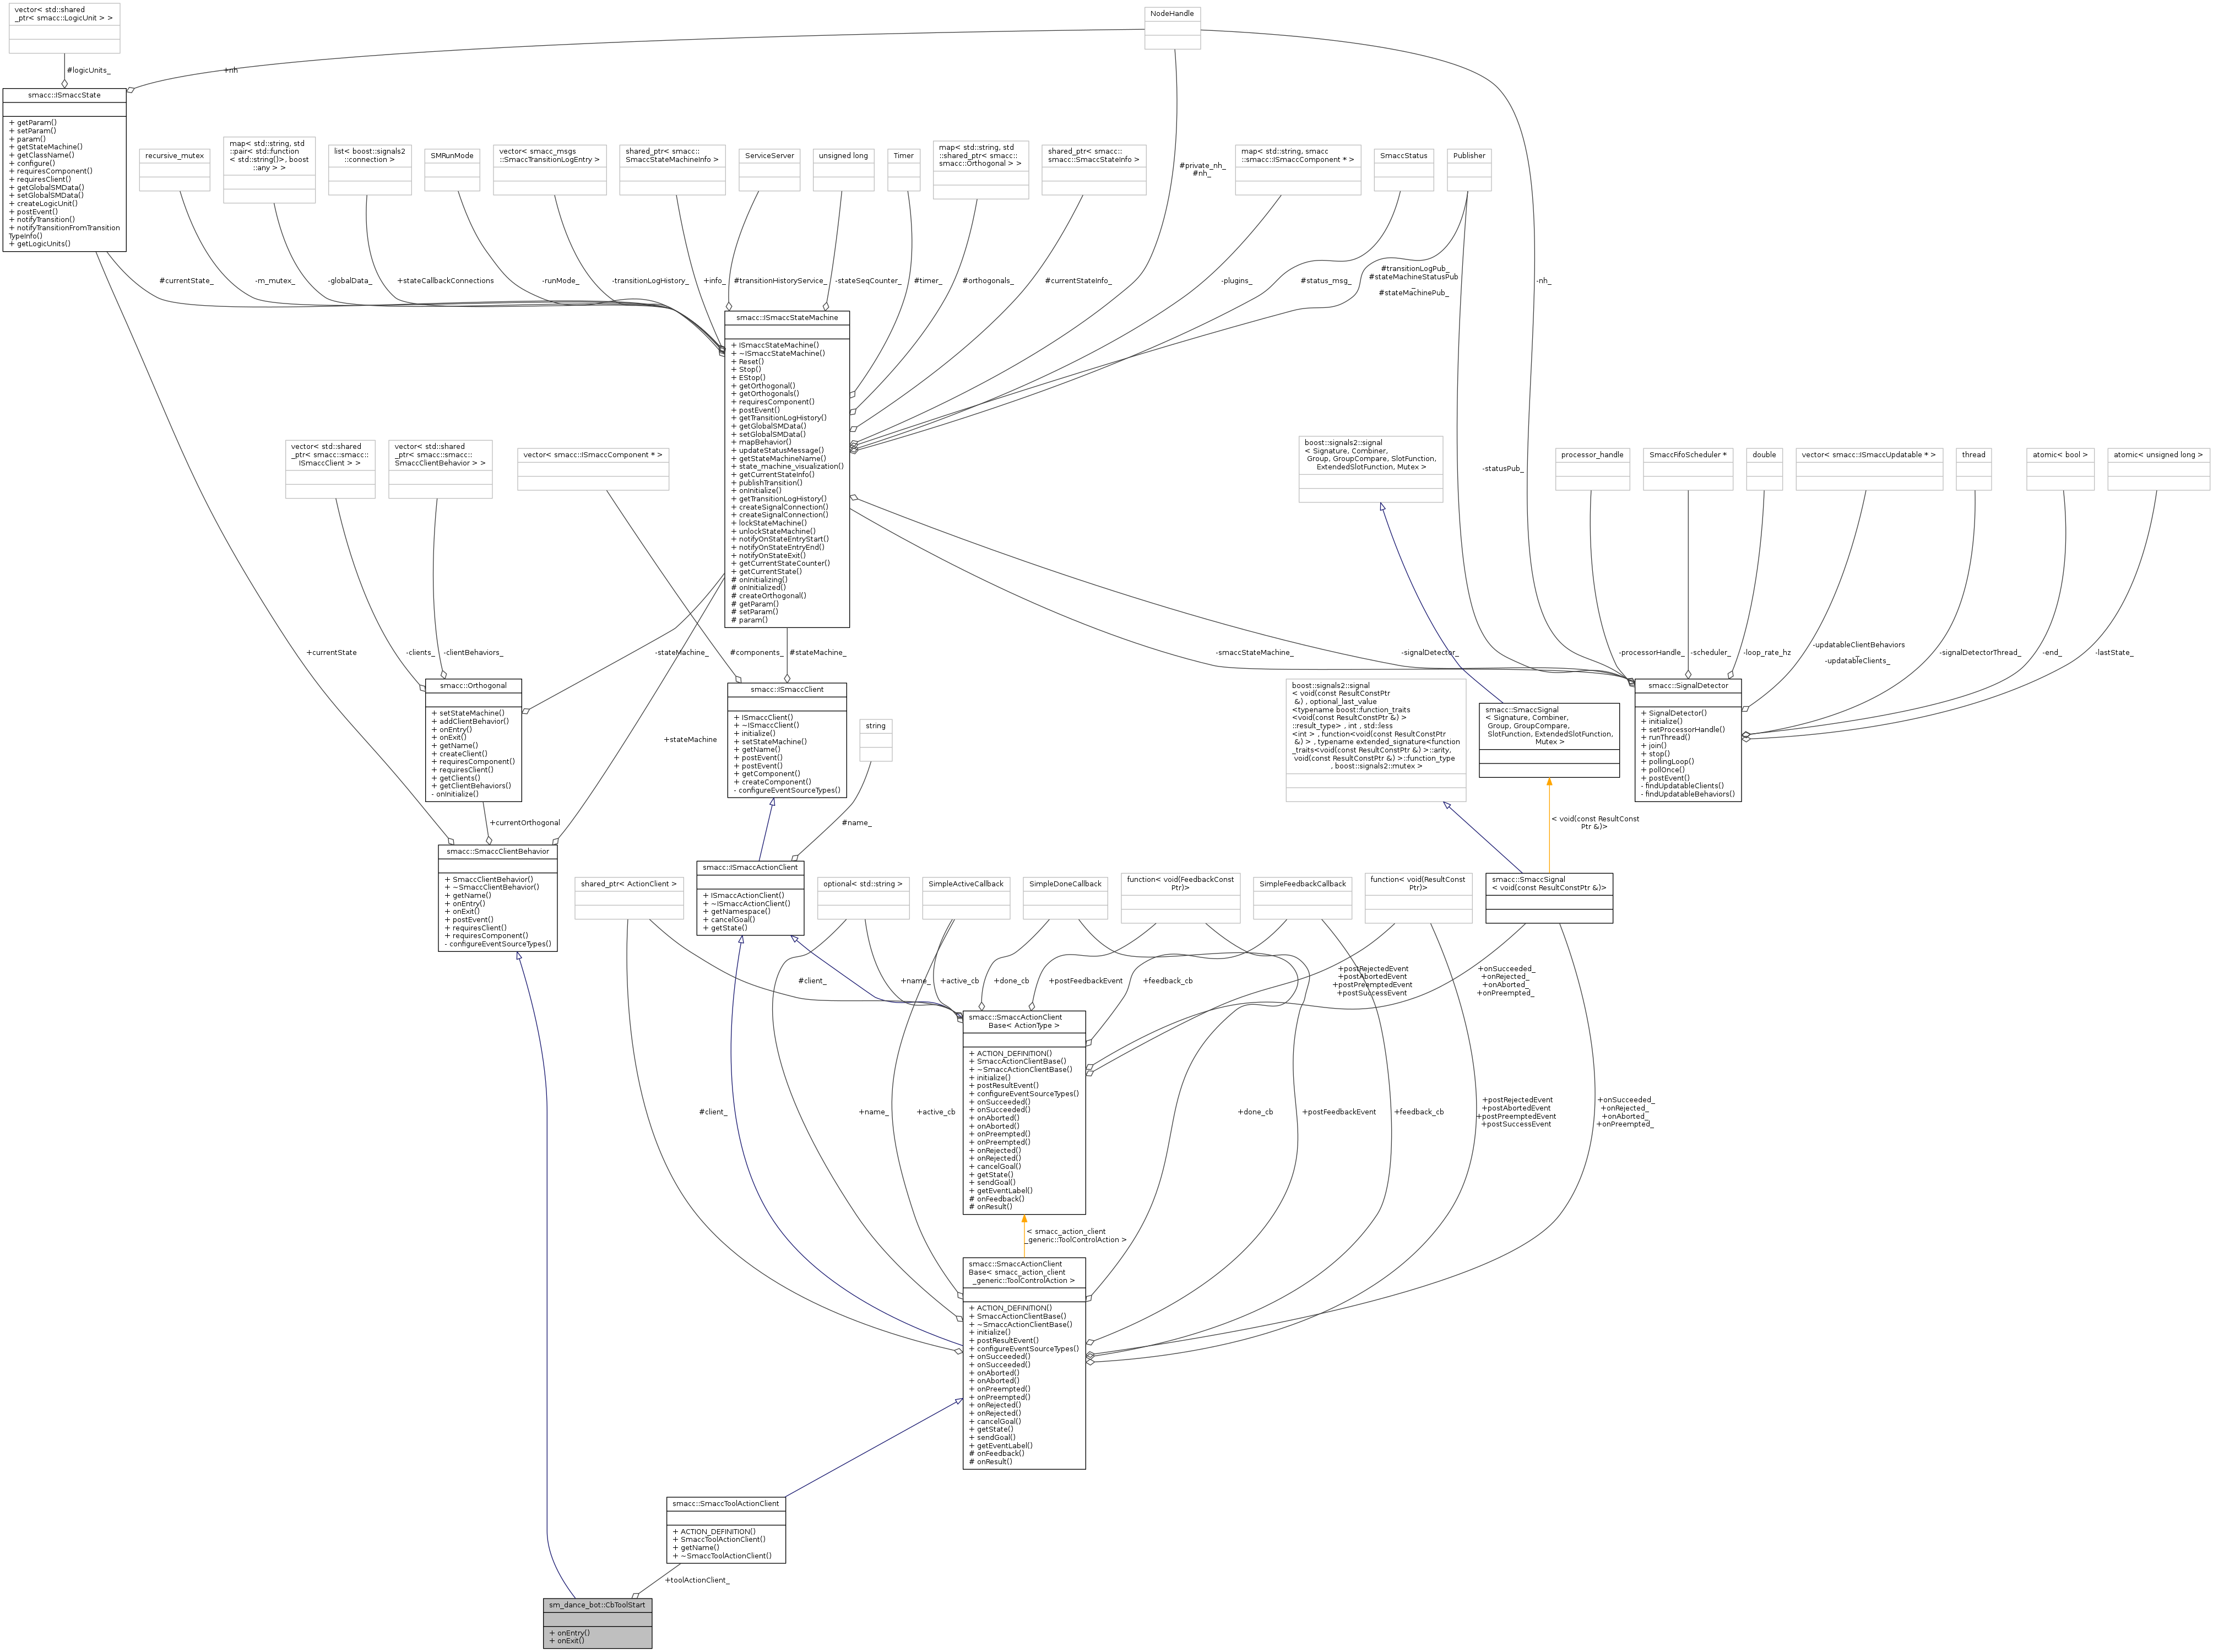 vector< std::shared
_ptr< smacc::LogicUnit > >
NodeHandle
#logicUnits_
+nh
smacc::ISmaccState
+ getParam()
+ setParam()
+ param()
+ getStateMachine()
+ getClassName()
+ configure()
+ requiresComponent()
+ requiresClient()
+ getGlobalSMData()
+ setGlobalSMData()
+ createLogicUnit()
+ postEvent()
+ notifyTransition()
+ notifyTransitionFromTransition
TypeInfo()
+ getLogicUnits()
recursive_mutex
map< std::string, std
::pair< std::function
< std::string()>, boost
::any > >
list< boost::signals2
::connection >
SMRunMode
vector< smacc_msgs
::SmaccTransitionLogEntry >
shared_ptr< smacc::
SmaccStateMachineInfo >
ServiceServer
unsigned long
Timer
map< std::string, std
::shared_ptr< smacc::
smacc::Orthogonal > >
shared_ptr< smacc::
smacc::SmaccStateInfo >
#private_nh_
#nh_
map< std::string, smacc
::smacc::ISmaccComponent * >
SmaccStatus
Publisher
#currentState_
-m_mutex_
-globalData_
+stateCallbackConnections
-runMode_
-transitionLogHistory_
+info_
#transitionHistoryService_
-stateSeqCounter_
#timer_
#orthogonals_
#currentStateInfo_
-plugins_
#status_msg_
#transitionLogPub_
#stateMachineStatusPub
_
#stateMachinePub_
-nh_
smacc::ISmaccStateMachine
+ ISmaccStateMachine()
+ ~ISmaccStateMachine()
+ Reset()
+ Stop()
+ EStop()
+ getOrthogonal()
+ getOrthogonals()
+ requiresComponent()
+ postEvent()
+ getTransitionLogHistory()
+ getGlobalSMData()
+ setGlobalSMData()
+ mapBehavior()
+ updateStatusMessage()
+ getStateMachineName()
+ state_machine_visualization()
+ getCurrentStateInfo()
+ publishTransition()
+ onInitialize()
+ getTransitionLogHistory()
+ createSignalConnection()
+ createSignalConnection()
+ lockStateMachine()
+ unlockStateMachine()
+ notifyOnStateEntryStart()
+ notifyOnStateEntryEnd()
+ notifyOnStateExit()
+ getCurrentStateCounter()
+ getCurrentState()
# onInitializing()
# onInitialized()
# createOrthogonal()
# getParam()
# setParam()
# param()
vector< std::shared
_ptr< smacc::smacc::
ISmaccClient > >
vector< std::shared
_ptr< smacc::smacc::
SmaccClientBehavior > >
vector< smacc::ISmaccComponent * >
boost::signals2::signal
< Signature, Combiner,
Group, GroupCompare, SlotFunction,
ExtendedSlotFunction, Mutex >
-statusPub_
processor_handle
SmaccFifoScheduler *
double
vector< smacc::ISmaccUpdatable * >
thread
atomic< bool >
atomic< unsigned long >
+currentState
-clients_
-clientBehaviors_
-stateMachine_
#components_
#stateMachine_
-smaccStateMachine_
-signalDetector_
-processorHandle_
-scheduler_
-loop_rate_hz
-updatableClientBehaviors
_
-updatableClients_
-signalDetectorThread_
-end_
-lastState_
smacc::Orthogonal
+ setStateMachine()
+ addClientBehavior()
+ onEntry()
+ onExit()
+ getName()
+ createClient()
+ requiresComponent()
+ requiresClient()
+ getClients()
+ getClientBehaviors()
- onInitialize()
+stateMachine
smacc::ISmaccClient
+ ISmaccClient()
+ ~ISmaccClient()
+ initialize()
+ setStateMachine()
+ getName()
+ postEvent()
+ postEvent()
+ getComponent()
+ createComponent()
- configureEventSourceTypes()
string
boost::signals2::signal
< void(const ResultConstPtr
&) , optional_last_value
<typename boost::function_traits
<void(const ResultConstPtr &) >
::result_type> , int , std::less
<int > , function<void(const ResultConstPtr
&) > , typename extended_signature<function
_traits<void(const ResultConstPtr &) >::arity,
void(const ResultConstPtr &) >::function_type
, boost::signals2::mutex >
smacc::SmaccSignal
< Signature, Combiner,
Group, GroupCompare,
SlotFunction, ExtendedSlotFunction,
Mutex >
smacc::SignalDetector
+ SignalDetector()
+ initialize()
+ setProcessorHandle()
+ runThread()
+ join()
+ stop()
+ pollingLoop()
+ pollOnce()
+ postEvent()
- findUpdatableClients()
- findUpdatableBehaviors()
+currentOrthogonal
#name_
< void(const ResultConst
Ptr &)>
smacc::SmaccClientBehavior
+ SmaccClientBehavior()
+ ~SmaccClientBehavior()
+ getName()
+ onEntry()
+ onExit()
+ postEvent()
+ requiresClient()
+ requiresComponent()
- configureEventSourceTypes()
smacc::ISmaccActionClient
+ ISmaccActionClient()
+ ~ISmaccActionClient()
+ getNamespace()
+ cancelGoal()
+ getState()
shared_ptr< ActionClient >
optional< std::string >
SimpleActiveCallback
SimpleDoneCallback
function< void(FeedbackConst
Ptr)>
SimpleFeedbackCallback
function< void(ResultConst
Ptr)>
smacc::SmaccSignal
< void(const ResultConstPtr &)>
#client_
+name_
+active_cb
+done_cb
+postFeedbackEvent
+feedback_cb
+postRejectedEvent
+postAbortedEvent
+postPreemptedEvent
+postSuccessEvent
+onSucceeded_
+onRejected_
+onAborted_
+onPreempted_
smacc::SmaccActionClient
Base< ActionType >
+ ACTION_DEFINITION()
+ SmaccActionClientBase()
+ ~SmaccActionClientBase()
+ initialize()
+ postResultEvent()
+ configureEventSourceTypes()
+ onSucceeded()
+ onSucceeded()
+ onAborted()
+ onAborted()
+ onPreempted()
+ onPreempted()
+ onRejected()
+ onRejected()
+ cancelGoal()
+ getState()
+ sendGoal()
+ getEventLabel()
# onFeedback()
# onResult()
#client_
+name_
+active_cb
+done_cb
+postFeedbackEvent
+feedback_cb
+postRejectedEvent
+postAbortedEvent
+postPreemptedEvent
+postSuccessEvent
+onSucceeded_
+onRejected_
+onAborted_
+onPreempted_
< smacc_action_client
_generic::ToolControlAction >
smacc::SmaccActionClient
Base< smacc_action_client
_generic::ToolControlAction >
+ ACTION_DEFINITION()
+ SmaccActionClientBase()
+ ~SmaccActionClientBase()
+ initialize()
+ postResultEvent()
+ configureEventSourceTypes()
+ onSucceeded()
+ onSucceeded()
+ onAborted()
+ onAborted()
+ onPreempted()
+ onPreempted()
+ onRejected()
+ onRejected()
+ cancelGoal()
+ getState()
+ sendGoal()
+ getEventLabel()
# onFeedback()
# onResult()
smacc::SmaccToolActionClient
+ ACTION_DEFINITION()
+ SmaccToolActionClient()
+ getName()
+ ~SmaccToolActionClient()
+toolActionClient_
sm_dance_bot::CbToolStart
+ onEntry()
+ onExit()